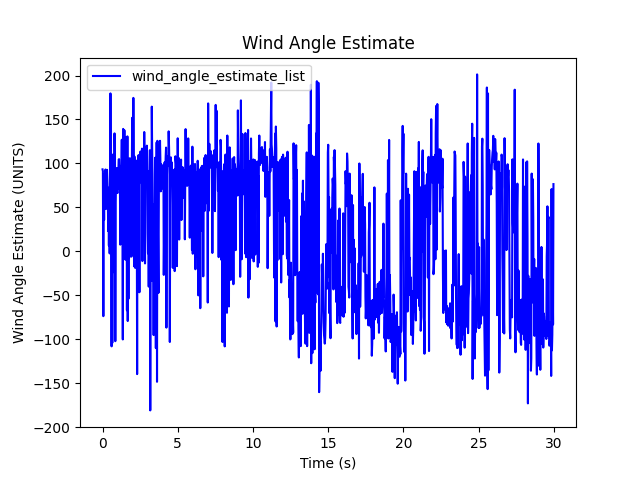 Wind Angle Estimate
wind_angle_estimate_list
200
150
100
50
0
−50
−100
−150
−200
Wind Angle Estimate (UNITS)
0 5 10 15 20 25 30
Time (s)